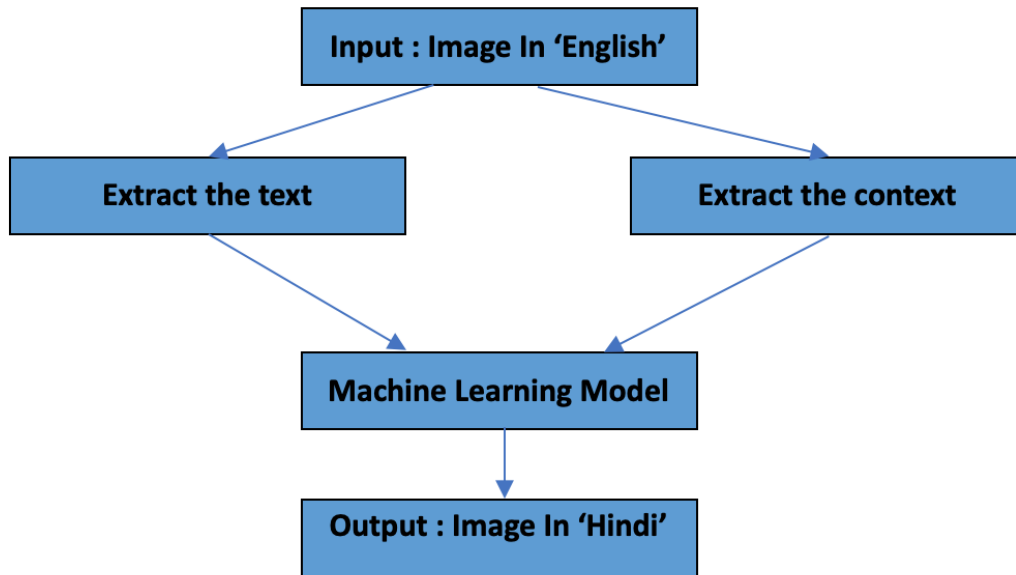 Input : Image In ‘English’
Extract the text
Extract the context
Machine Learning Model
Output : Image In ‘Hindi’